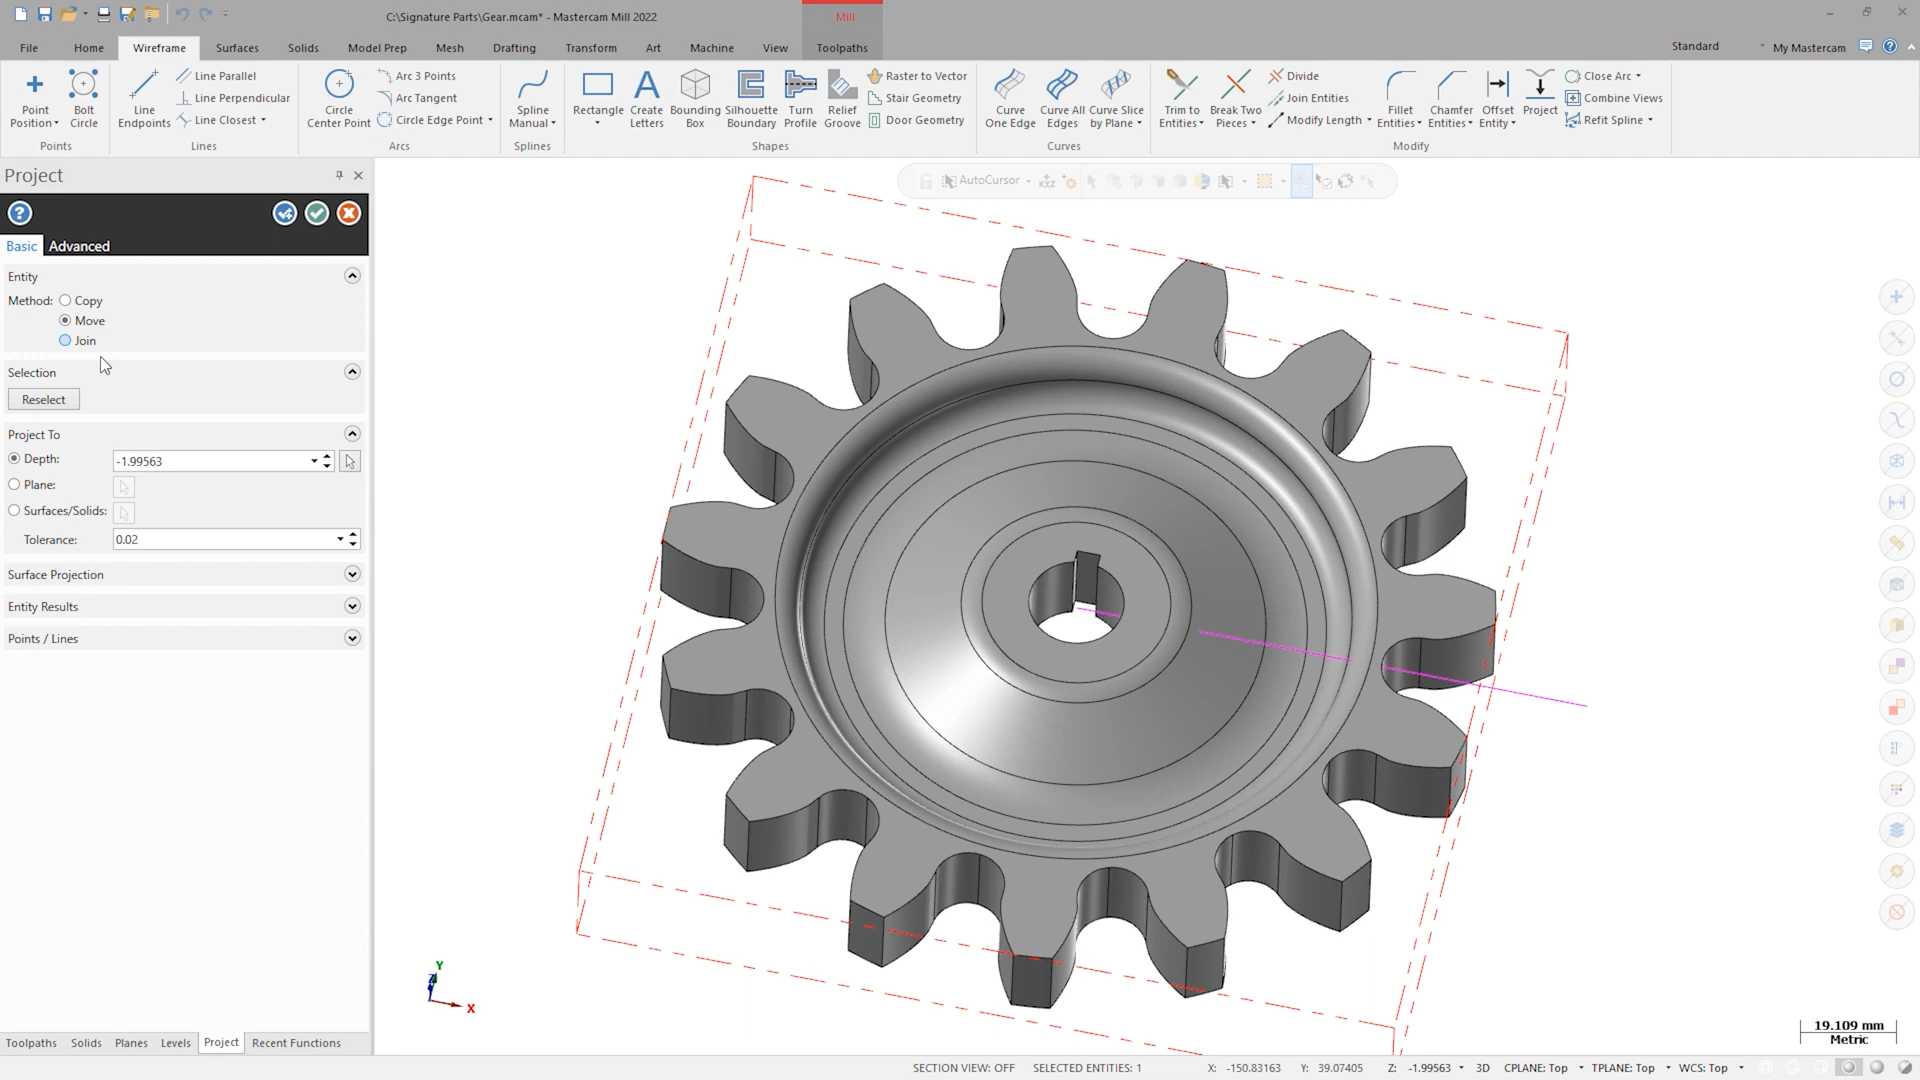 C:\Signature Parts\Gear.mcam* - Mastercam Mill 2022
Mill
File Home Wireframe Surfaces Solids Model Prep Mesh Drafting Transform Art Machine View Toolpaths
Standard My Mastercam
Point Position
Bolt Circle
Points
Line Endpoints
Line Parallel
Line Perpendicular
Line Closest
Lines
Circle Center Point
Arc 3 Points
Arc Tangent
Circle Edge Point
Arcs
Spline Manual
Splines
Rectangle
Create Letters
Bounding Box
Silhouette Boundary
Turn Profile
Relief Groove
Raster to Vector
Stair Geometry
Door Geometry
Shapes
Curve One Edge
Curve All Edges
Curve Slice by Plane
Curves
Trim to Entities
Break Two Pieces
Divide
Join Entities
Modify Length
Fillet Entities
Chamfer Entities
Offset Entity
Project
Close Arc
Combine Views
Refit Spline
Modify
Project
Basic Advanced
Entity
Method: Copy
Move
Join
Selection
Reselect
Project To
Depth: -1.99563
Plane:
Surfaces/Solids:
Tolerance: 0.02
Surface Projection
Entity Results
Points / Lines
AutoCursor
XYZ
Y
Z
X
19.109 mm
Metric
Toolpaths Solids Planes Levels Project Recent Functions
SECTION VIEW: OFF SELECTED ENTITIES: 1 X: -150.83163 Y: 39.07405 Z: -1.99563 3D CPLANE: Top TPLANE: Top WCS: Top